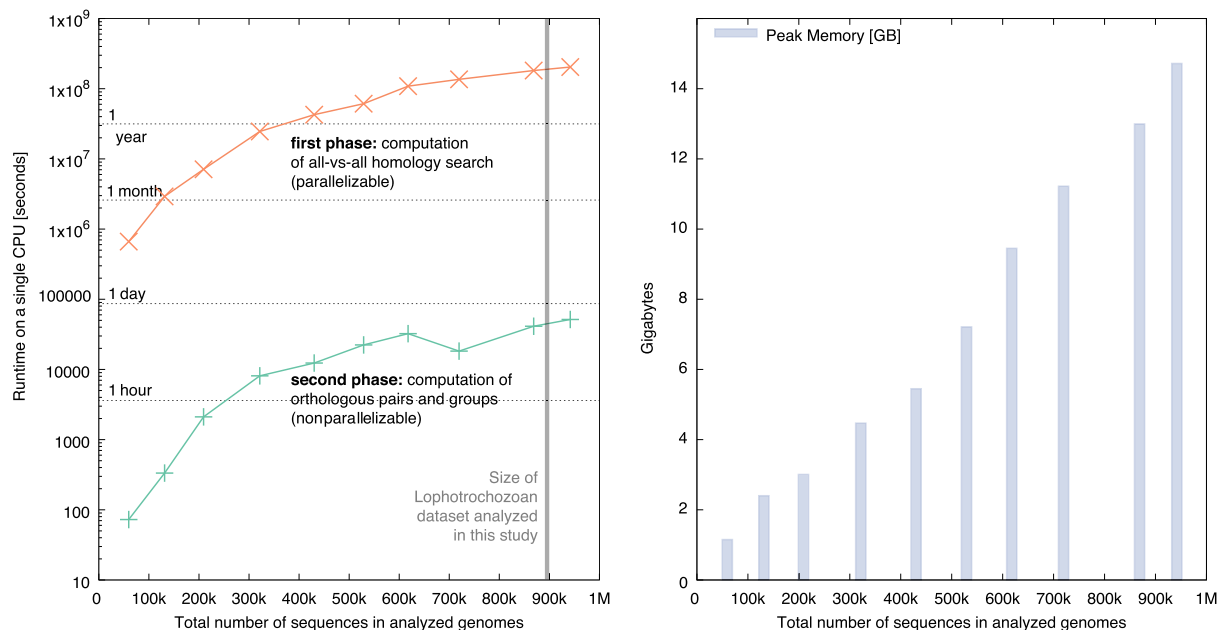 1x10^9
1x10^8
1
year
1x10^7
1 month
1x10^6
100000
1 day
10000
1 hour
1000
100
10
Runtime on a single CPU [seconds]
first phase: computation
of all-vs-all homology search
(parallelizable)
second phase: computation of
orthologous pairs and groups
(nonparallelizable)
Size of
Lophotrochozoan
dataset analyzed
in this study
0 100k 200k 300k 400k 500k 600k 700k 800k 900k 1M
Total number of sequences in analyzed genomes
Peak Memory [GB]
14
12
10
8
6
4
2
0
Gigabytes
0 100k 200k 300k 400k 500k 600k 700k 800k 900k 1M
Total number of sequences in analyzed genomes